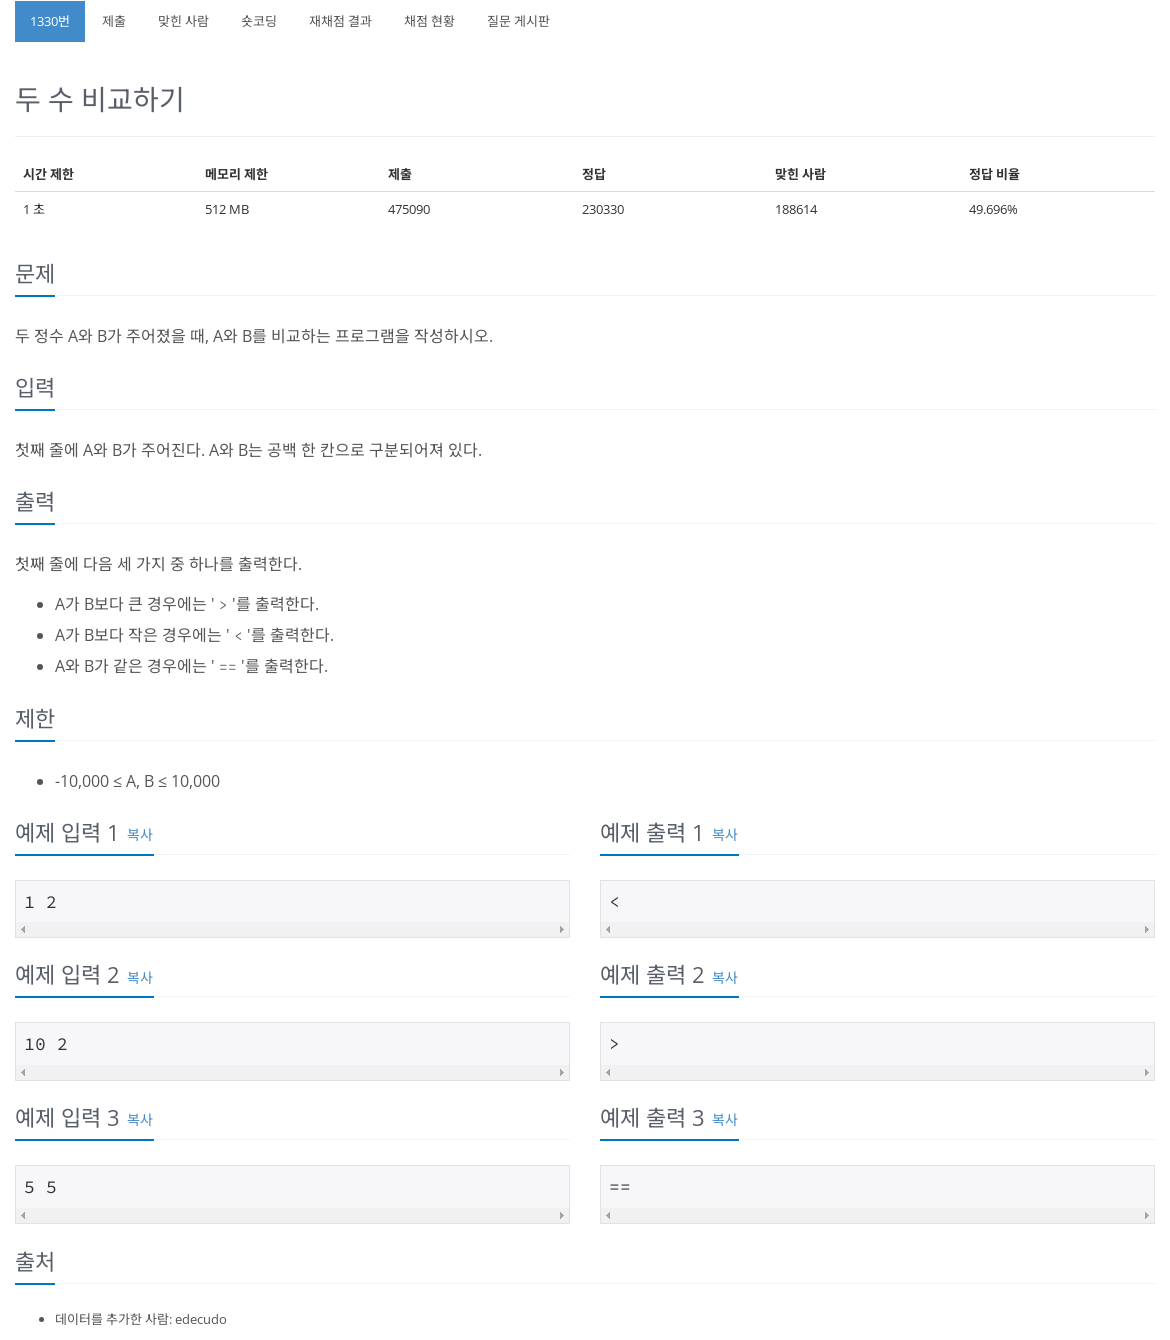 1330번 제출 맞힌 사람 숏코딩 재채점 결과 채점 현황 질문 게시판
두 수 비교하기
시간 제한 메모리 제한 제출 정답 맞힌 사람 정답 비율
1 초 512 MB 475090 230330 188614 49.696%
문제
두 정수 A와 B가 주어졌을 때, A와 B를 비교하는 프로그램을 작성하시오.
입력
첫째 줄에 A와 B가 주어진다. A와 B는 공백 한 칸으로 구분되어져 있다.
출력
첫째 줄에 다음 세 가지 중 하나를 출력한다.
• A가 B보다 큰 경우에는 ' > '를 출력한다.
• A가 B보다 작은 경우에는 ' < '를 출력한다.
• A와 B가 같은 경우에는 ' == '를 출력한다.
제한
• -10,000 ≤ A, B ≤ 10,000
예제 입력 1 복사
1 2
예제 출력 1 복사
<
예제 입력 2 복사
10 2
예제 출력 2 복사
>
예제 입력 3 복사
5 5
예제 출력 3 복사
==
출처
• 데이터를 추가한 사람: edecudo